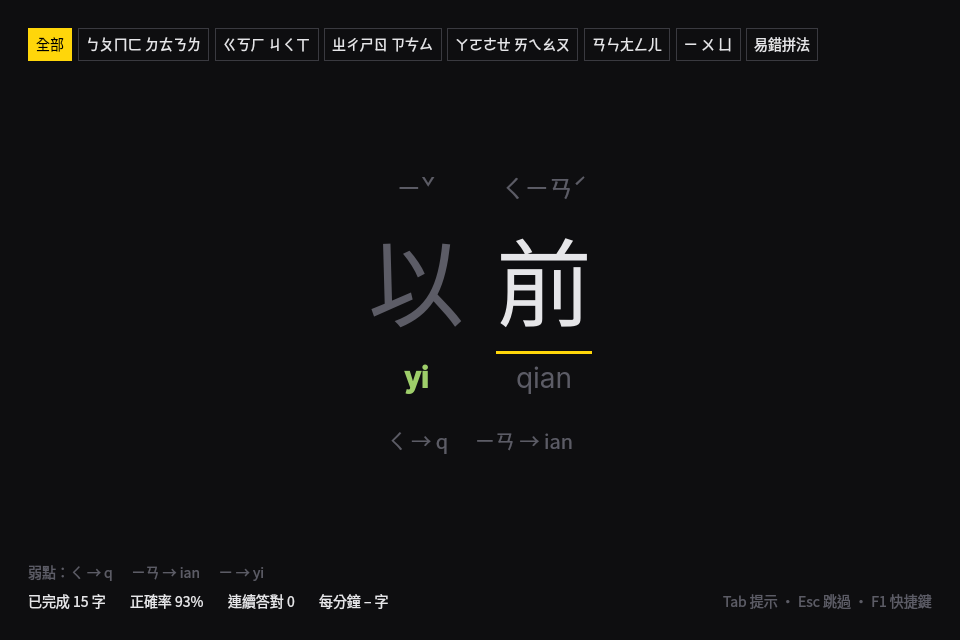 全部 ㄅㄆㄇㄈ ㄉㄊㄋㄌ ㄍㄎㄏ ㄐㄑㄒ ㄓㄔㄕㄖ ㄗㄘㄙ ㄚㄛㄜㄝ ㄞㄟㄠㄡ ㄢㄣㄤㄥㄦ ㄧㄨㄩ 易錯拼法
ㄧˇ ㄑㄧㄢˊ
以前
yi qian
ㄑ → q ㄧㄢ → ian
弱點：ㄑ → q ㄧㄢ → ian ㄧ → yi
已完成 15 字 正確率 93% 連續答對 0 每分鐘 – 字 Tab 提示 · Esc 跳過 · F1 快捷鍵